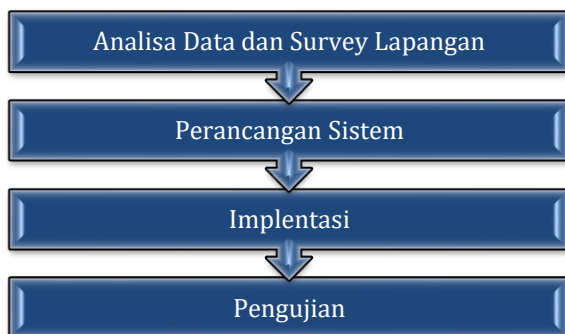 Analisa Data dan Survey Lapangan
Perancangan Sistem
Implentasi
Pengujian